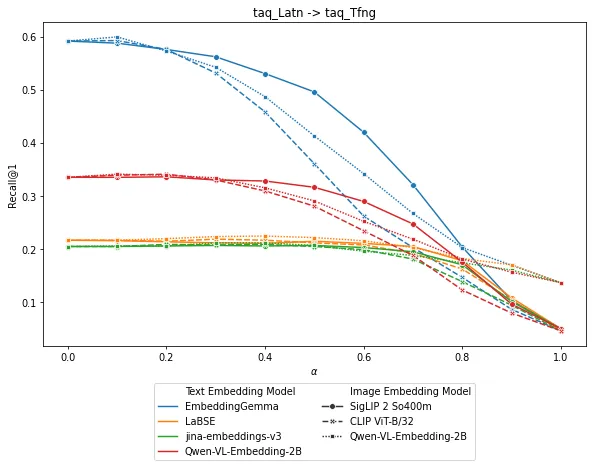 taq_Latn -> taq_Tfng
0.6
0.5
0.4
0.3
0.2
0.1
Recall@1
0.0 0.2 0.4 0.6 0.8 1.0
α
Text Embedding Model
EmbeddingGemma
LaBSE
jina-embeddings-v3
Qwen-VL-Embedding-2B
Image Embedding Model
SigLIP 2 So400m
CLIP ViT-B/32
Qwen-VL-Embedding-2B